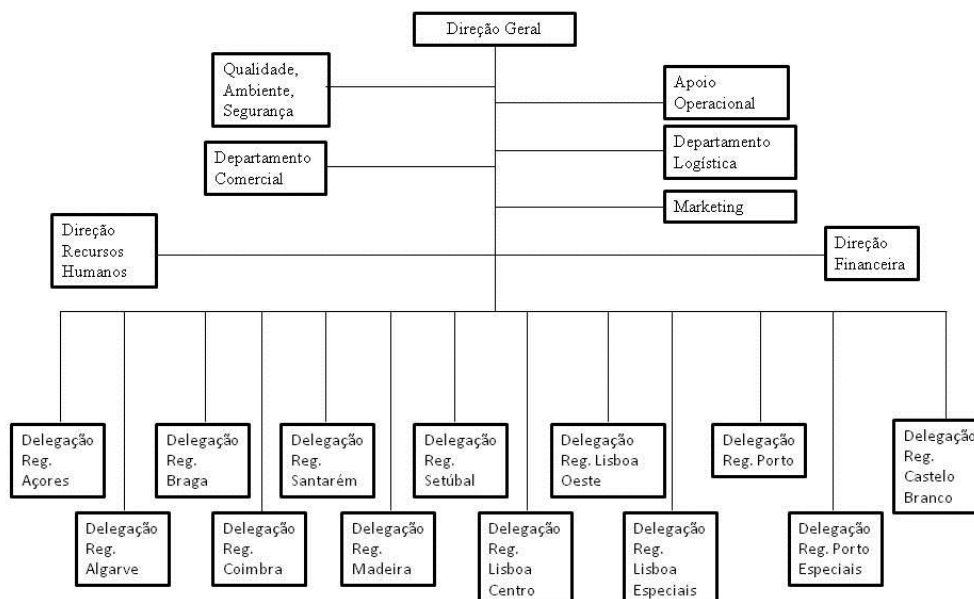 Direção Geral
Qualidade,
Ambiente,
Segurança
Apoio
Operacional
Departamento
Comercial
Departamento
Logística
Marketing
Direção
Recursos
Humanos
Direção
Financeira
Delegação
Reg.
Açores
Delegação
Reg.
Braga
Delegação
Reg.
Santarém
Delegação
Reg.
Setúbal
Delegação
Reg. Lisboa
Oeste
Delegação
Reg. Porto
Delegação
Reg.
Castelo
Branco
Delegação
Reg.
Algarve
Delegação
Reg.
Coimbra
Delegação
Reg.
Madeira
Delegação
Reg.
Lisboa
Centro
Delegação
Reg.
Lisboa
Especiais
Delegação
Reg. Porto
Especiais